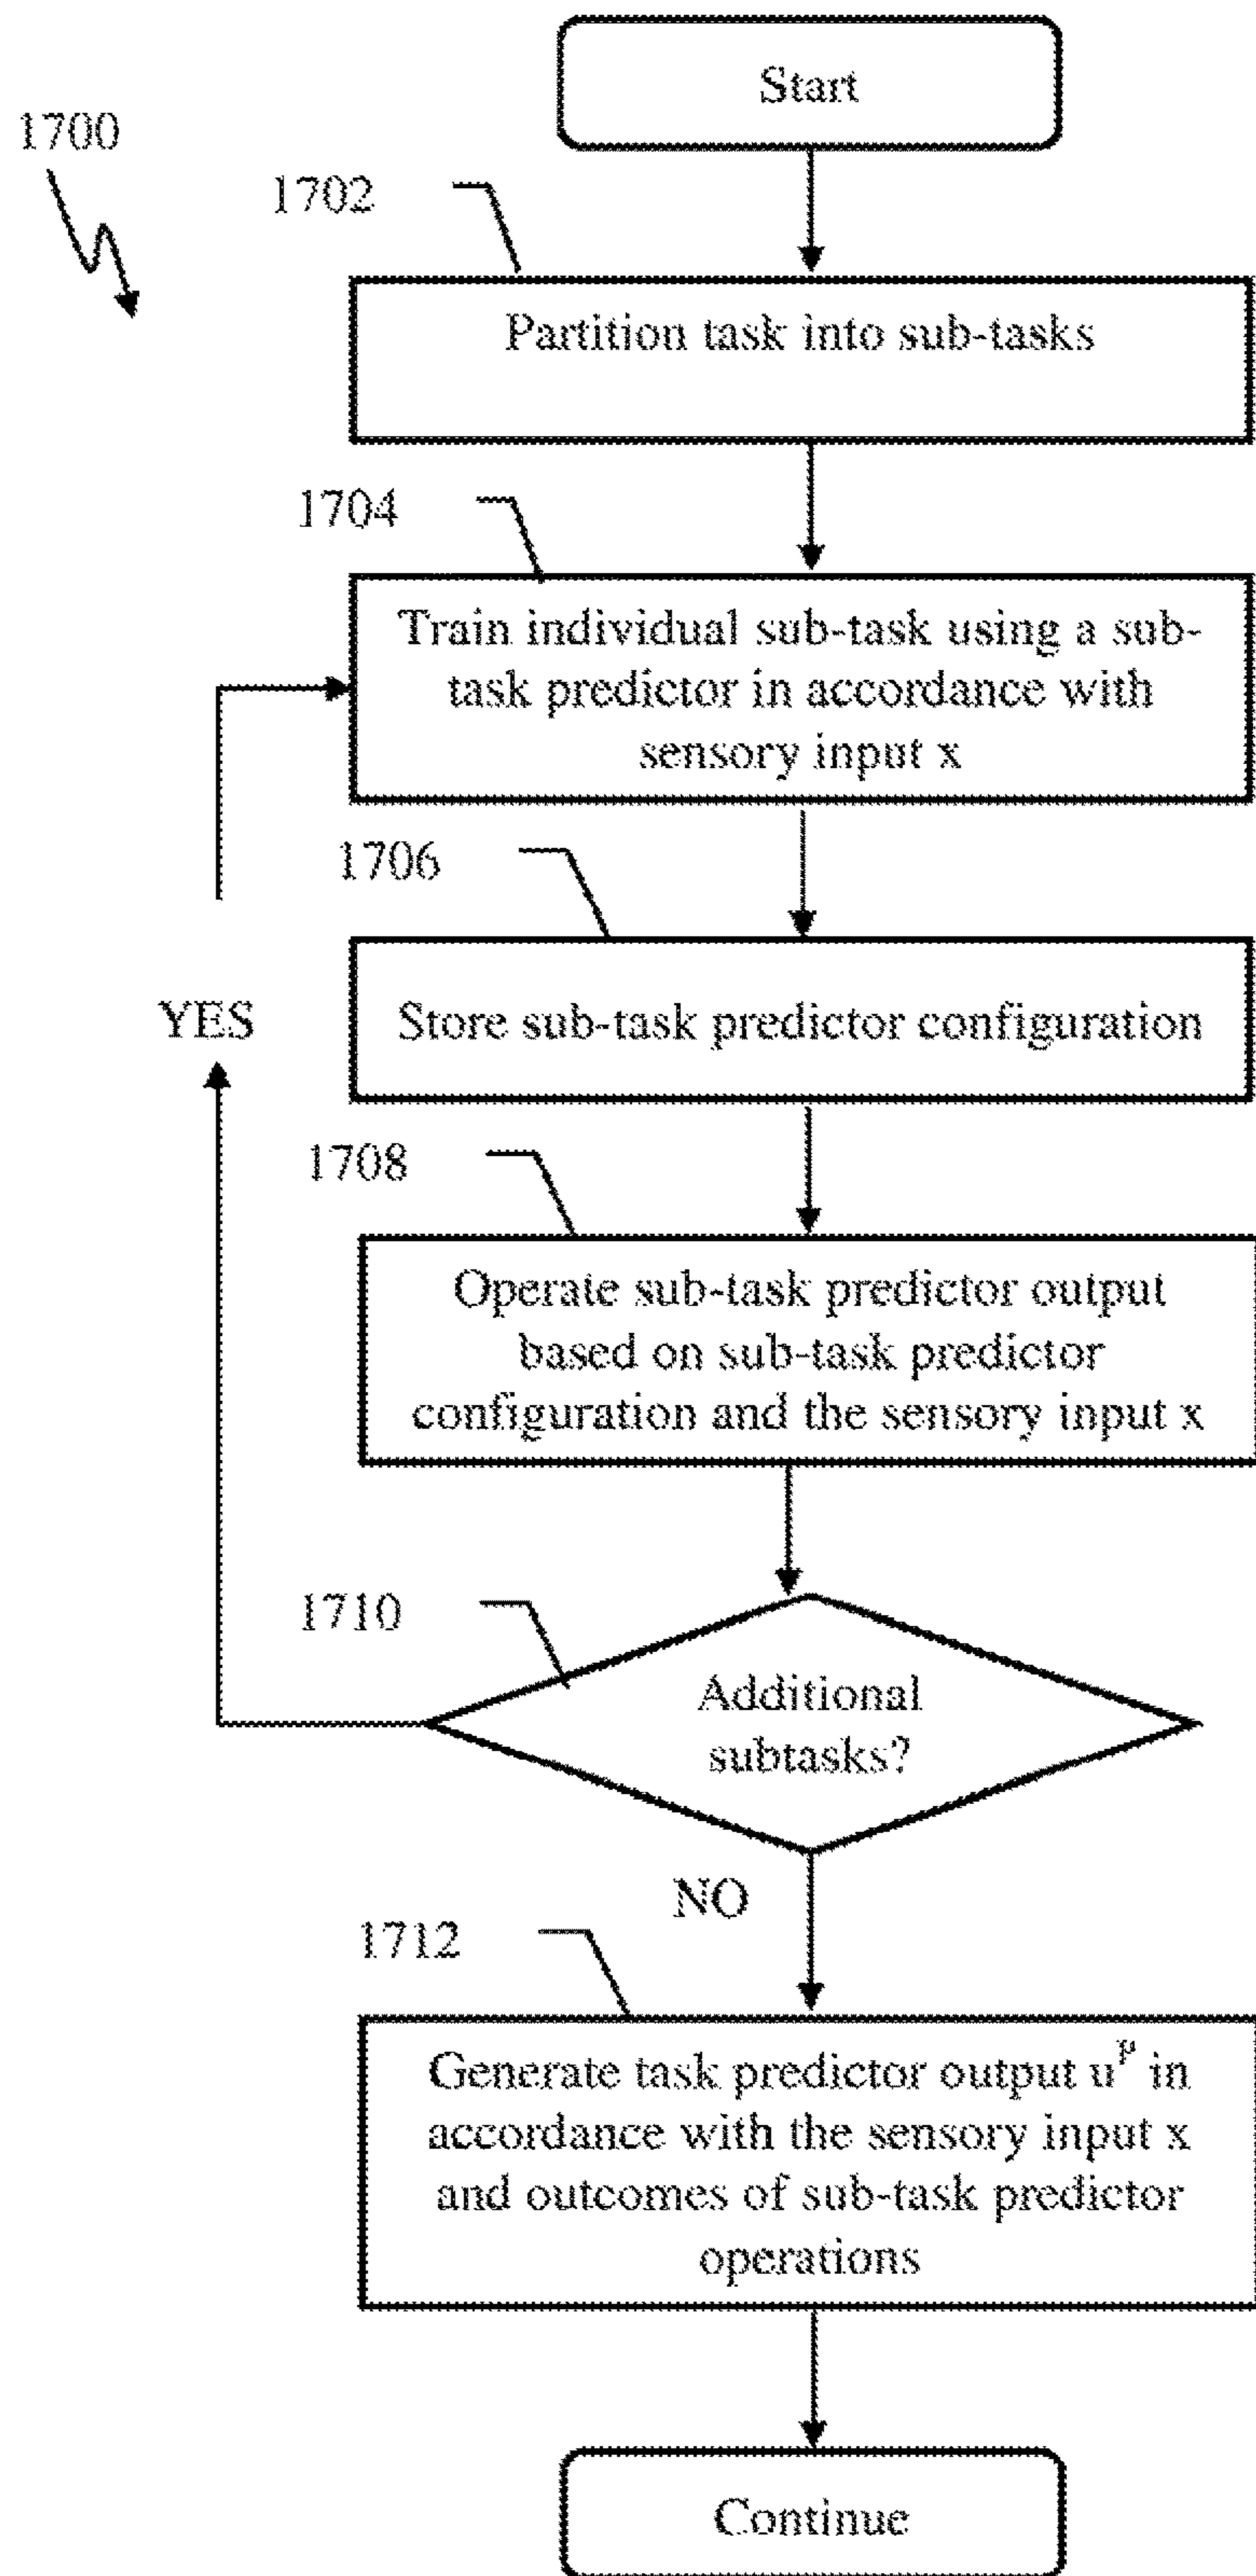 Start
1700
1702
Partition task into sub-tasks
1704
Train individual sub-task using a sub-
task predictor in accordance with
sensory input x
1706
YES
Store sub-task predictor configuration
1708
Operate sub-task predictor output
based on sub-task predictor
configuration and the sensory input x
1710
Additional
subtasks?
NO
1712
Generate task predictor output u^p in
accordance with the sensory input x
and outcomes of sub-task predictor
operations
Continue